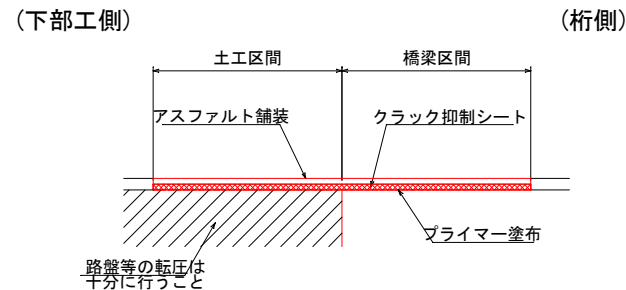 (下部工側)
(桁側)
土工区間
橋梁区間
アスファルト舗装
クラック抑制シート
プライマー塗布
路盤等の転圧は
十分に行うこと